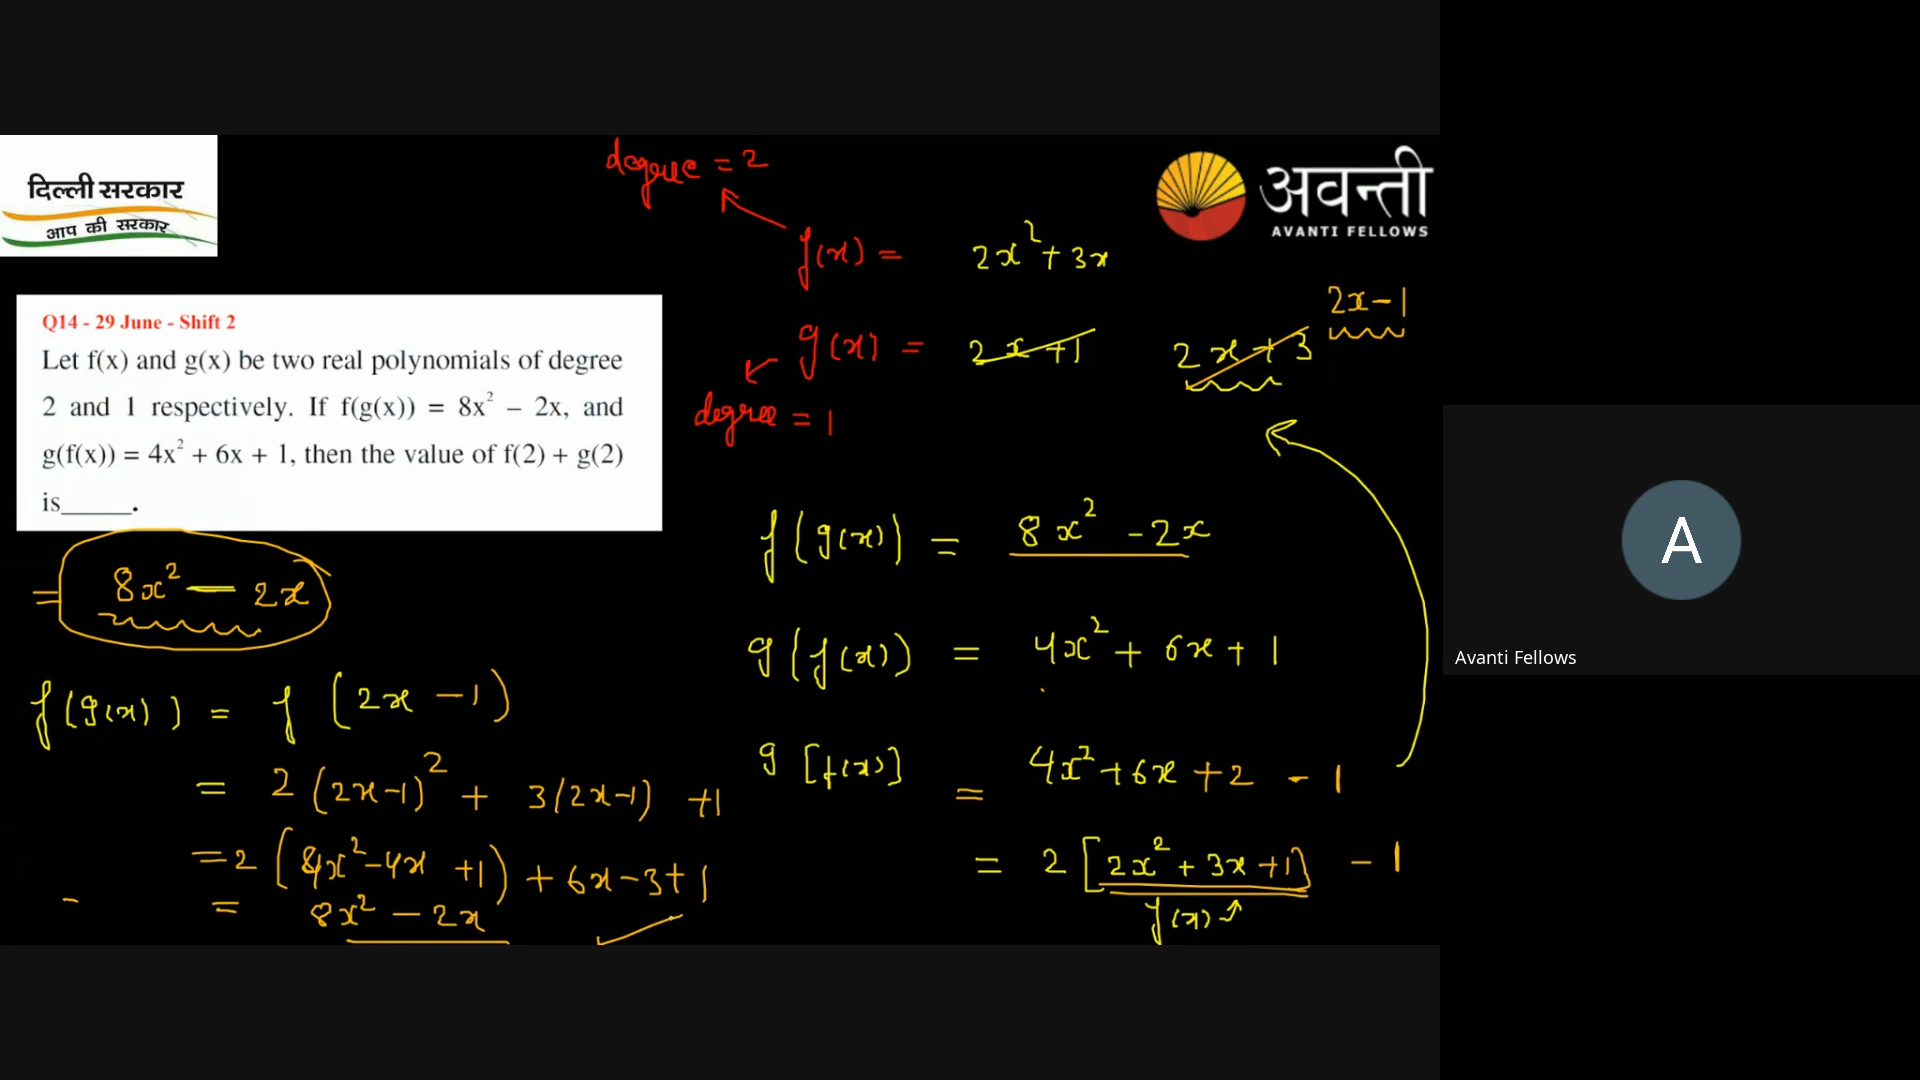 दिल्ली सरकार
आप की सरकार
degree = 2
f(x) = 2x² + 3x
अवन्ती
AVANTI FELLOWS
Q14 - 29 June - Shift 2
Let f(x) and g(x) be two real polynomials of degree
2 and 1 respectively. If f(g(x)) = 8x² – 2x, and
g(f(x)) = 4x² + 6x + 1, then the value of f(2) + g(2)
is_____.
g(x) = 2x+1 2x+3 2x-1
degree = 1
f(g(x)) = 8x² - 2x
g(f(x)) = 4x² + 6x + 1
g[f(x)] = 4x² + 6x + 2 - 1
= 2[2x² + 3x + 1] - 1
f(x)
= 8x² — 2x
f(g(x)) = f(2x - 1)
= 2(2x-1)² + 3(2x-1) +1
=2(4x²-4x +1) + 6x-3+1
= 8x² - 2x
A
Avanti Fellows